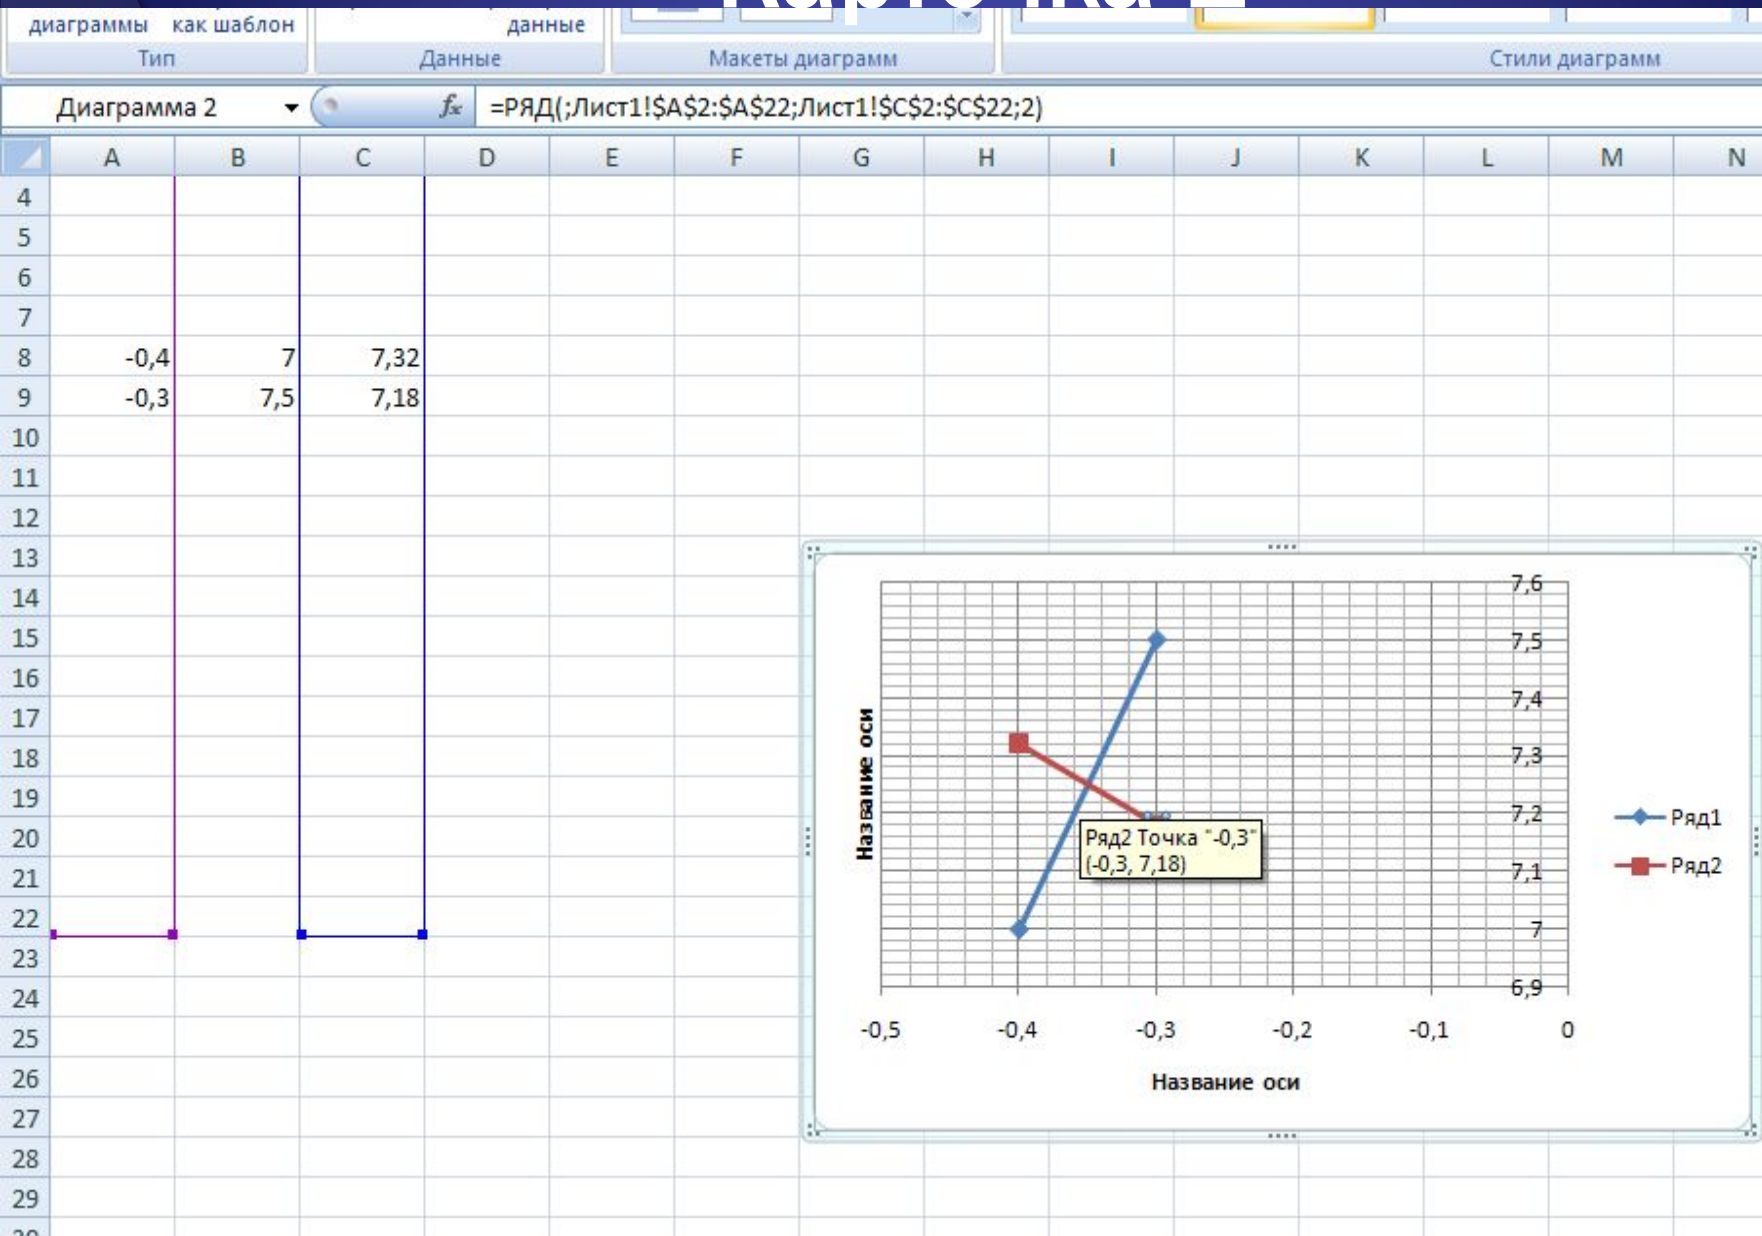 диаграммы как шаблон
данные
Тип
Данные
Макеты диаграмм
Стили диаграмм
Диаграмма 2
fx
=РЯД(;Лист1!$A$2:$A$22;Лист1!$C$2:$C$22;2)
A B C D E F G H I J K L M N
4
5
6
7
8 -0,4 7 7,32
9 -0,3 7,5 7,18
10
11
12
13
14
15
16
17
18
19
20
21
22
23
24
25
26
27
28
29
7,6
7,5
7,4
7,3
7,2
7,1
7
6,9
Название оси
Ряд2 Точка "-0,3"
(-0,3, 7,18)
Ряд1
Ряд2
-0,5 -0,4 -0,3 -0,2 -0,1 0
Название оси